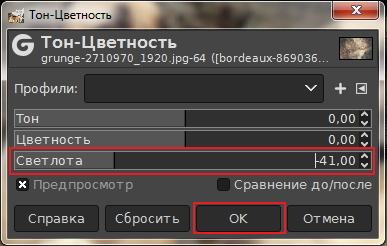 Тон-Цветность
Тон-Цветность
grunge-2710970_1920.jpg-64 ([bordeaux-869036…
Профили:
Тон 0,00
Цветность 0,00
Светлота -41,00
Предпросмотр Сравнение до/после
Справка Сбросить OK Отмена